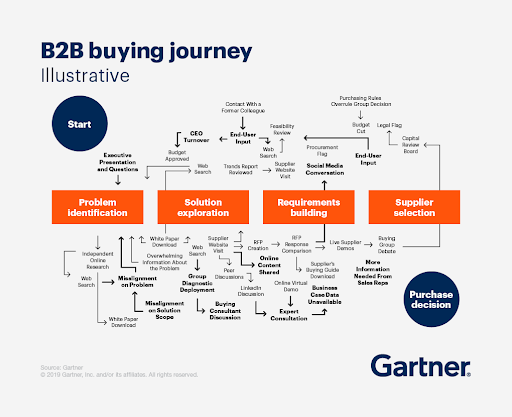 B2B buying journey
Illustrative
Start
Contact With a
Former Colleague
Purchasing Rules
Overrule Group Decision
CEO
Turnover
End-User
Input
Feasibility
Review
Budget
Cut
Legal Flag
Capital
Review
Board
Executive
Presentation
and Questions
Budget
Approved
Web
Search
Procurement
Flag
End-User
Input
Web
Search
Trends Report
Reviewed
Supplier
Website
Visit
Social Media
Conversation
Problem
identification
Solution
exploration
Requirements
building
Supplier
selection
Independent
Online
Research
White Paper
Download
Overwhelming
Information About
the Problem
Web
Search
Supplier
Website
Visit
RFP
Creation
RFP
Response
Comparison
Live Supplier
Demos
Buying
Group
Debate
Web
Search
Misalignment
on Problem
Group
Diagnostic
Deployment
Peer
Discussions
Online
Content
Shared
Supplier's
Buying Guide
Download
More
Information
Needed From
Sales Reps
LinkedIn
Discussion
Online Virtual
Demo
Business
Case Data
Unavailable
White Paper
Download
Misalignment
on Solution
Scope
Buying
Consultant
Discussion
Expert
Consultation
Purchase
decision
Source: Gartner
© 2019 Gartner, Inc. and/or its affiliates. All rights reserved.
Gartner®